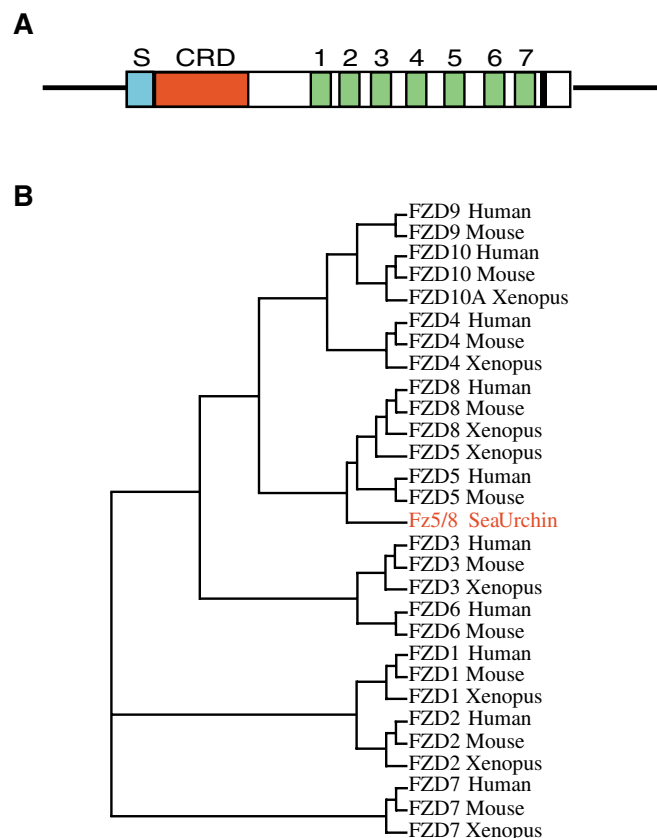 A
S CRD 1 2 3 4 5 6 7
B
FZD9 Human
FZD9 Mouse
FZD10 Human
FZD10 Mouse
FZD10A Xenopus
FZD4 Human
FZD4 Mouse
FZD4 Xenopus
FZD8 Human
FZD8 Mouse
FZD8 Xenopus
FZD5 Xenopus
FZD5 Human
FZD5 Mouse
Fz5/8 SeaUrchin
FZD3 Human
FZD3 Mouse
FZD3 Xenopus
FZD6 Human
FZD6 Mouse
FZD1 Human
FZD1 Mouse
FZD1 Xenopus
FZD2 Human
FZD2 Mouse
FZD2 Xenopus
FZD7 Human
FZD7 Mouse
FZD7 Xenopus